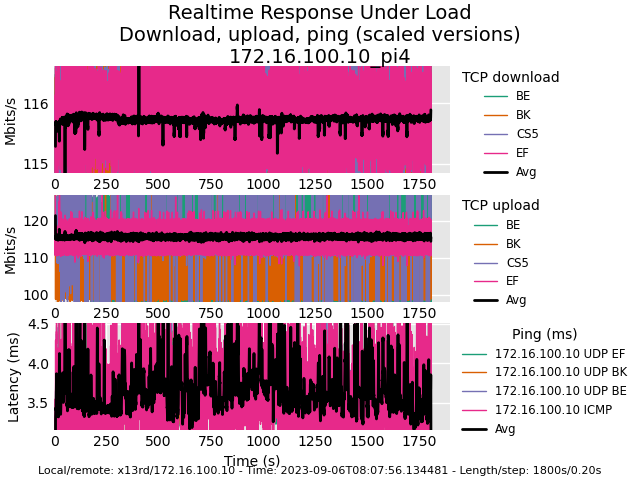 Realtime Response Under Load
Download, upload, ping (scaled versions)
172.16.100.10_pi4
Mbits/s
116
115
0 250 500 750 1000 1250 1500 1750
TCP download
BE
BK
CS5
EF
Avg
Mbits/s
120
110
100
0 250 500 750 1000 1250 1500 1750
TCP upload
BE
BK
CS5
EF
Avg
Latency (ms)
4.5
4.0
3.5
0 250 500 750 1000 1250 1500 1750
Time (s)
Ping (ms)
172.16.100.10 UDP EF
172.16.100.10 UDP BK
172.16.100.10 UDP BE
172.16.100.10 ICMP
Avg
Local/remote: x13rd/172.16.100.10 - Time: 2023-09-06T08:07:56.134481 - Length/step: 1800s/0.20s